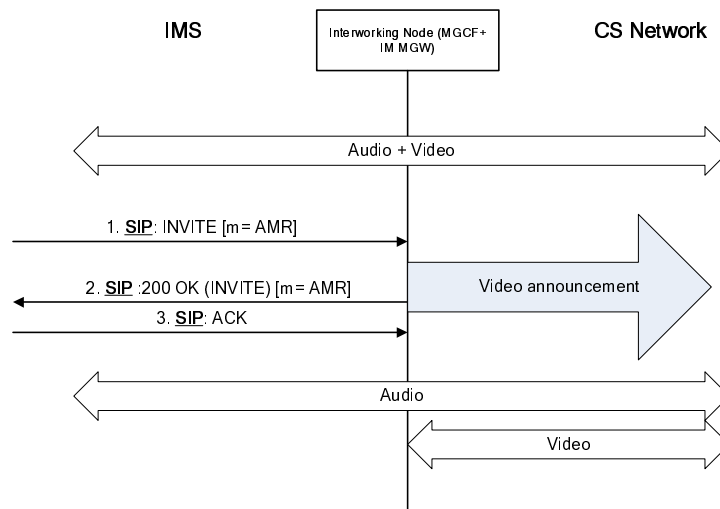 IMS
Interworking Node (MGCF+
IM MGW)
CS Network
Audio + Video
1. SIP: INVITE [m= AMR]
2. SIP :200 OK (INVITE) [m= AMR]
Video announcement
3. SIP: ACK
Audio
Video